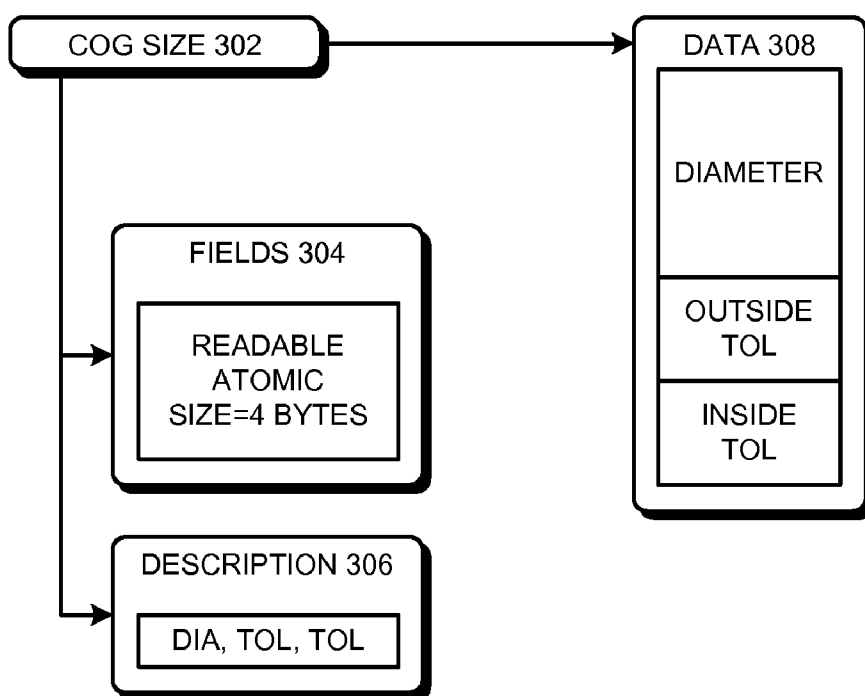 COG SIZE 302
DATA 308
DIAMETER
OUTSIDE
TOL
INSIDE
TOL
FIELDS 304
READABLE
ATOMIC
SIZE=4 BYTES
DESCRIPTION 306
DIA, TOL, TOL